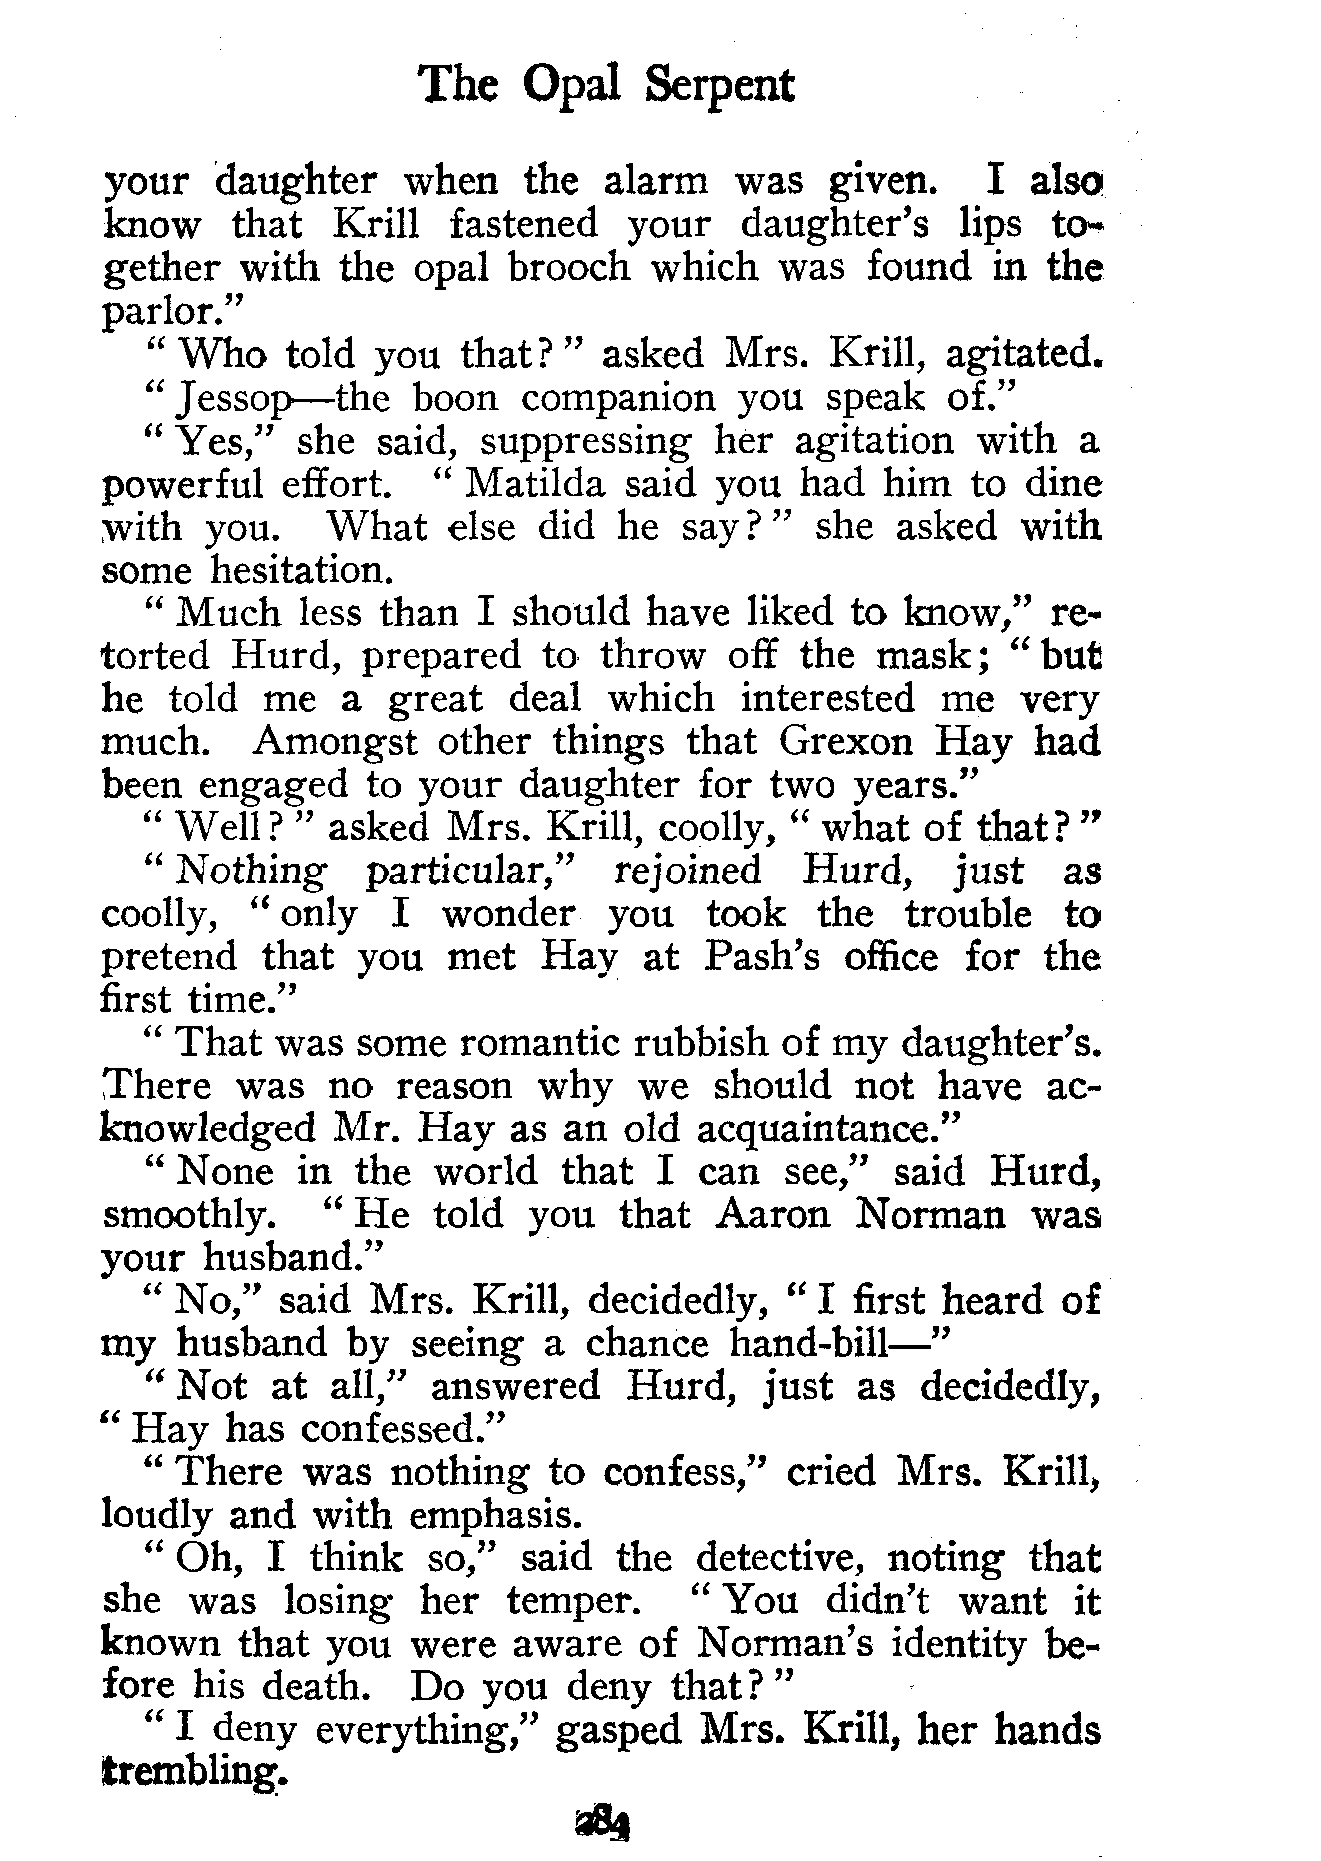 The Opal Serpent
your daughter when the alarm was given. I also
know that Krill fastened your daughter's lips to-
gether with the opal brooch which was found in the
parlor."
" Who told you that? " asked Mrs. Krill, agitated.
" Jessop—the boon companion you speak of."
" Yes," she said, suppressing her agitation with a
powerful effort. " Matilda said you had him to dine
with you. What else did he say? " she asked with
some hesitation.
" Much less than I should have liked to know," re-
torted Hurd, prepared to throw off the mask; " but
he told me a great deal which interested me very
much. Amongst other things that Grexon Hay had
been engaged to your daughter for two years."
" Well? " asked Mrs. Krill, coolly, " what of that? "
" Nothing particular," rejoined Hurd, just as
coolly, " only I wonder you took the trouble to
pretend that you met Hay at Pash's office for the
first time."
" That was some romantic rubbish of my daughter's.
There was no reason why we should not have ac-
knowledged Mr. Hay as an old acquaintance."
" None in the world that I can see," said Hurd,
smoothly. " He told you that Aaron Norman was
your husband."
" No," said Mrs. Krill, decidedly, " I first heard of
my husband by seeing a chance hand-bill—"
" Not at all," answered Hurd, just as decidedly,
" Hay has confessed."
" There was nothing to confess," cried Mrs. Krill,
loudly and with emphasis.
" Oh, I think so," said the detective, noting that
she was losing her temper. " You didn't want it
known that you were aware of Norman's identity be-
fore his death. Do you deny that? "
" I deny everything," gasped Mrs. Krill, her hands
trembling.
284